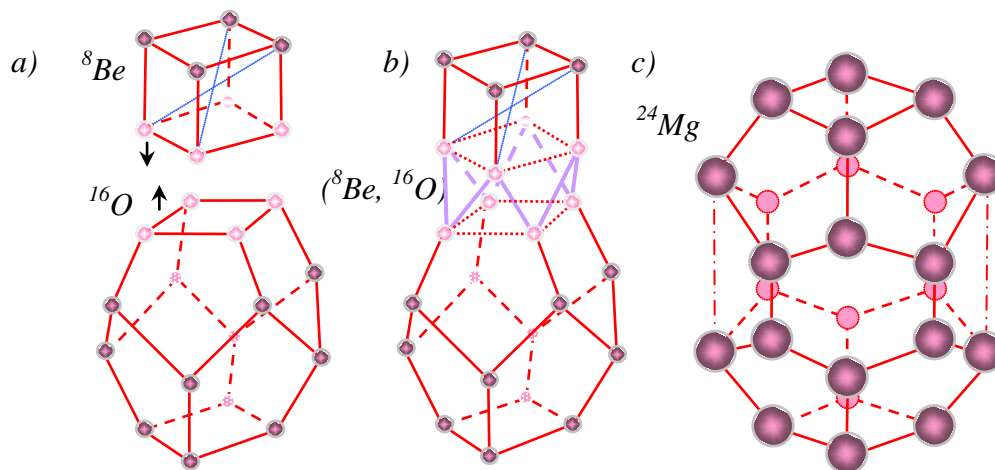 a)
⁸Be
¹⁶O
b)
(⁸Be, ¹⁶O)
c)
²⁴Mg